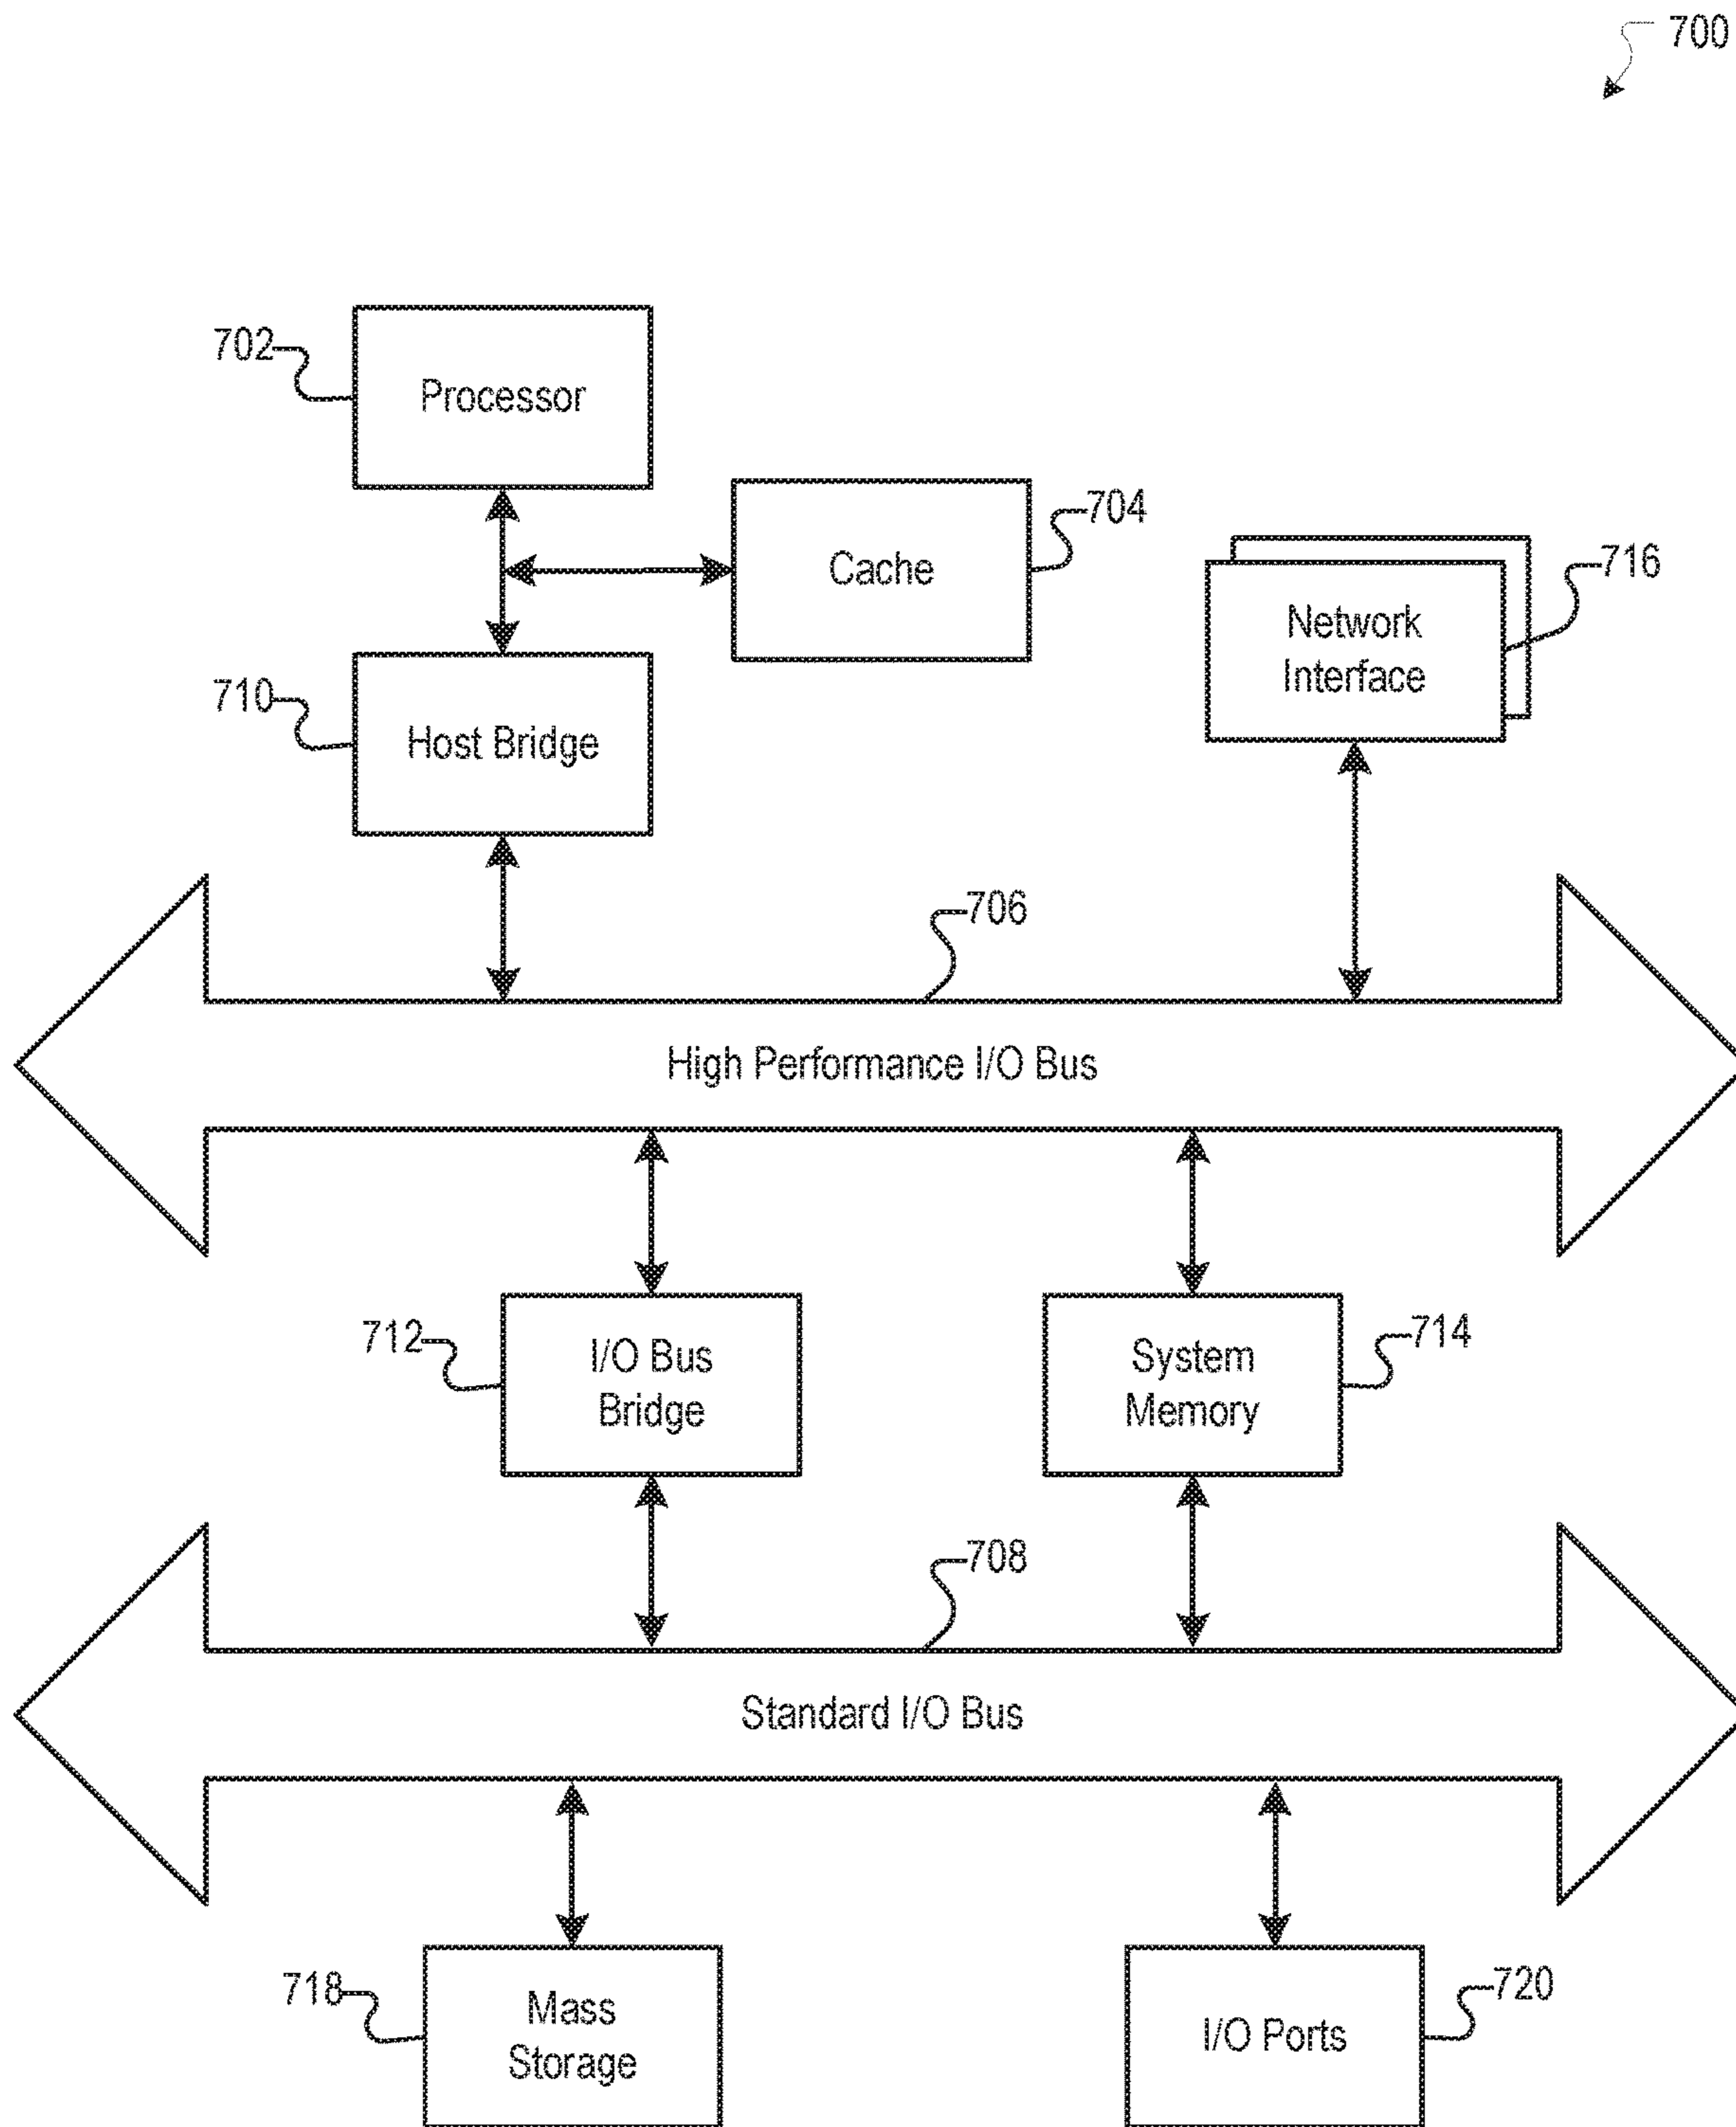 700
702
Processor
704
Cache
716
Network
Interface
710
Host Bridge
706
High Performance I/O Bus
712
I/O Bus
Bridge
System
Memory
714
708
Standard I/O Bus
718
Mass
Storage
I/O Ports
720